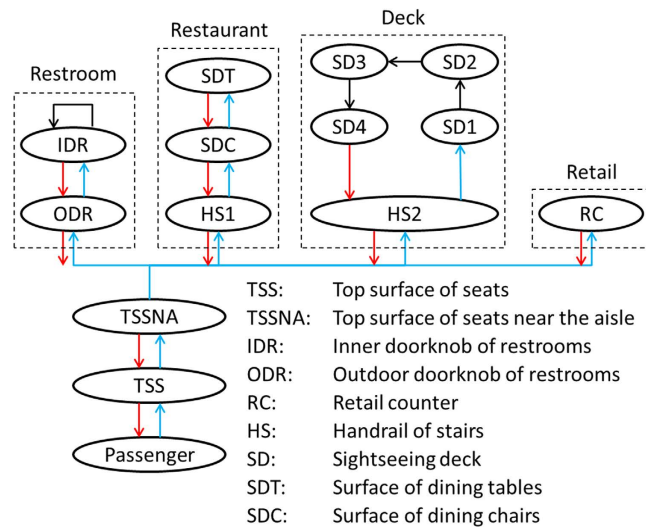 Deck
Restaurant
Restroom
SDT
SD3
SD2
IDR
SDC
SD4
SD1
Retail
ODR
HS1
HS2
RC
TSSNA
TSS
Passenger
TSS: Top surface of seats
TSSNA: Top surface of seats near the aisle
IDR: Inner doorknob of restrooms
ODR: Outdoor doorknob of restrooms
RC: Retail counter
HS: Handrail of stairs
SD: Sightseeing deck
SDT: Surface of dining tables
SDC: Surface of dining chairs